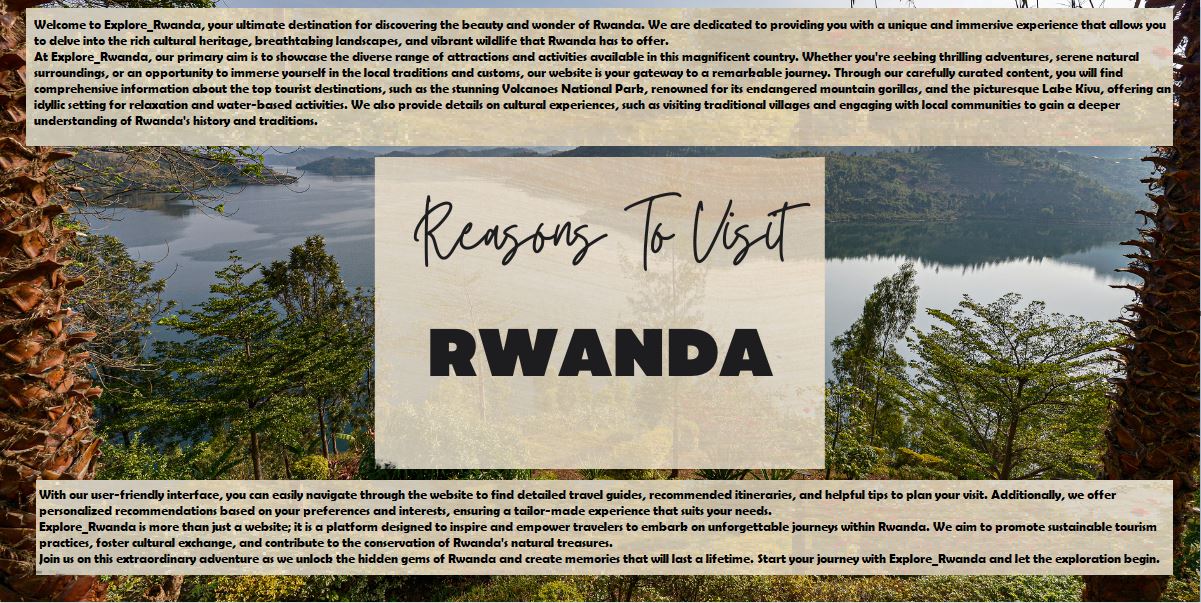 Welcome to Explore_Rwanda, your ultimate destination for discovering the beauty and wonder of Rwanda. We are dedicated to providing you with a unique and immersive experience that allows you
to delve into the rich cultural heritage, breathtaking landscapes, and vibrant wildlife that Rwanda has to offer.
At Explore_Rwanda, our primary aim is to showcase the diverse range of attractions and activities available in this magnificent country. Whether you're seeking thrilling adventures, serene natural
surroundings, or an opportunity to immerse yourself in the local traditions and customs, our website is your gateway to a remarkable journey. Through our carefully curated content, you will find
comprehensive information about the top tourist destinations, such as the stunning Volcanoes National Park, renowned for its endangered mountain gorillas, and the picturesque Lake Kivu, offering an
idyllic setting for relaxation and water-based activities. We also provide details on cultural experiences, such as visiting traditional villages and engaging with local communities to gain a deeper
understanding of Rwanda's history and traditions.
Reasons To Visit
RWANDA
With our user-friendly interface, you can easily navigate through the website to find detailed travel guides, recommended itineraries, and helpful tips to plan your visit. Additionally, we offer
personalized recommendations based on your preferences and interests, ensuring a tailor-made experience that suits your needs.
Explore_Rwanda is more than just a website; it is a platform designed to inspire and empower travelers to embark on unforgettable journeys within Rwanda. We aim to promote sustainable tourism
practices, foster cultural exchange, and contribute to the conservation of Rwanda's natural treasures.
Join us on this extraordinary adventure as we unlock the hidden gems of Rwanda and create memories that will last a lifetime. Start your journey with Explore_Rwanda and let the exploration begin.